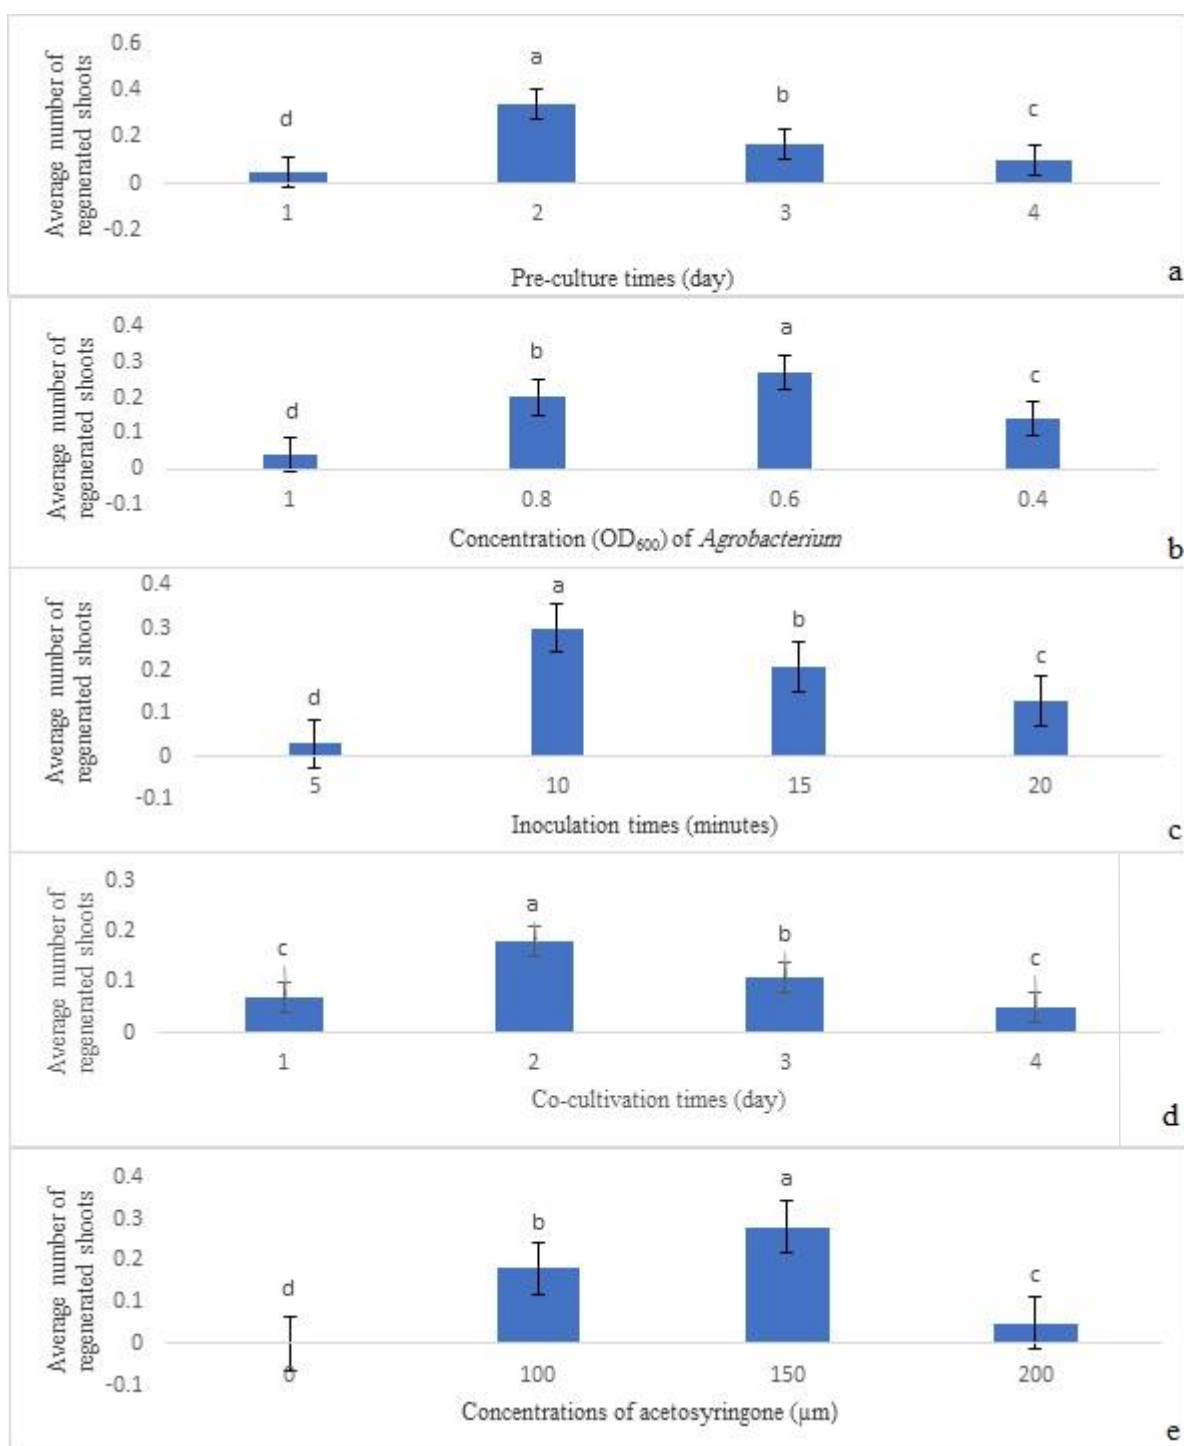 Average number of
regenerated shoots
0.6
0.4
0.2
0
-0.2
d
a
b
c
1
2
3
4
Pre-culture times (day)
a
Average number of
regenerated shoots
0.4
0.3
0.2
0.1
0
-0.1
d
b
a
c
1
0.8
0.6
0.4
Concentration (OD₆₀₀) of Agrobacterium
b
Average number of
regenerated shoots
0.4
0.3
0.2
0.1
0
-0.1
d
a
b
c
5
10
15
20
Inoculation times (minutes)
c
Average number of
regenerated shoots
0.3
0.2
0.1
0
c
a
b
c
1
2
3
4
Co-cultivation times (day)
d
Average number of
regenerated shoots
0.4
0.3
0.2
0.1
0
-0.1
d
b
a
c
0
100
150
200
Concentrations of acetosyringone (µm)
e